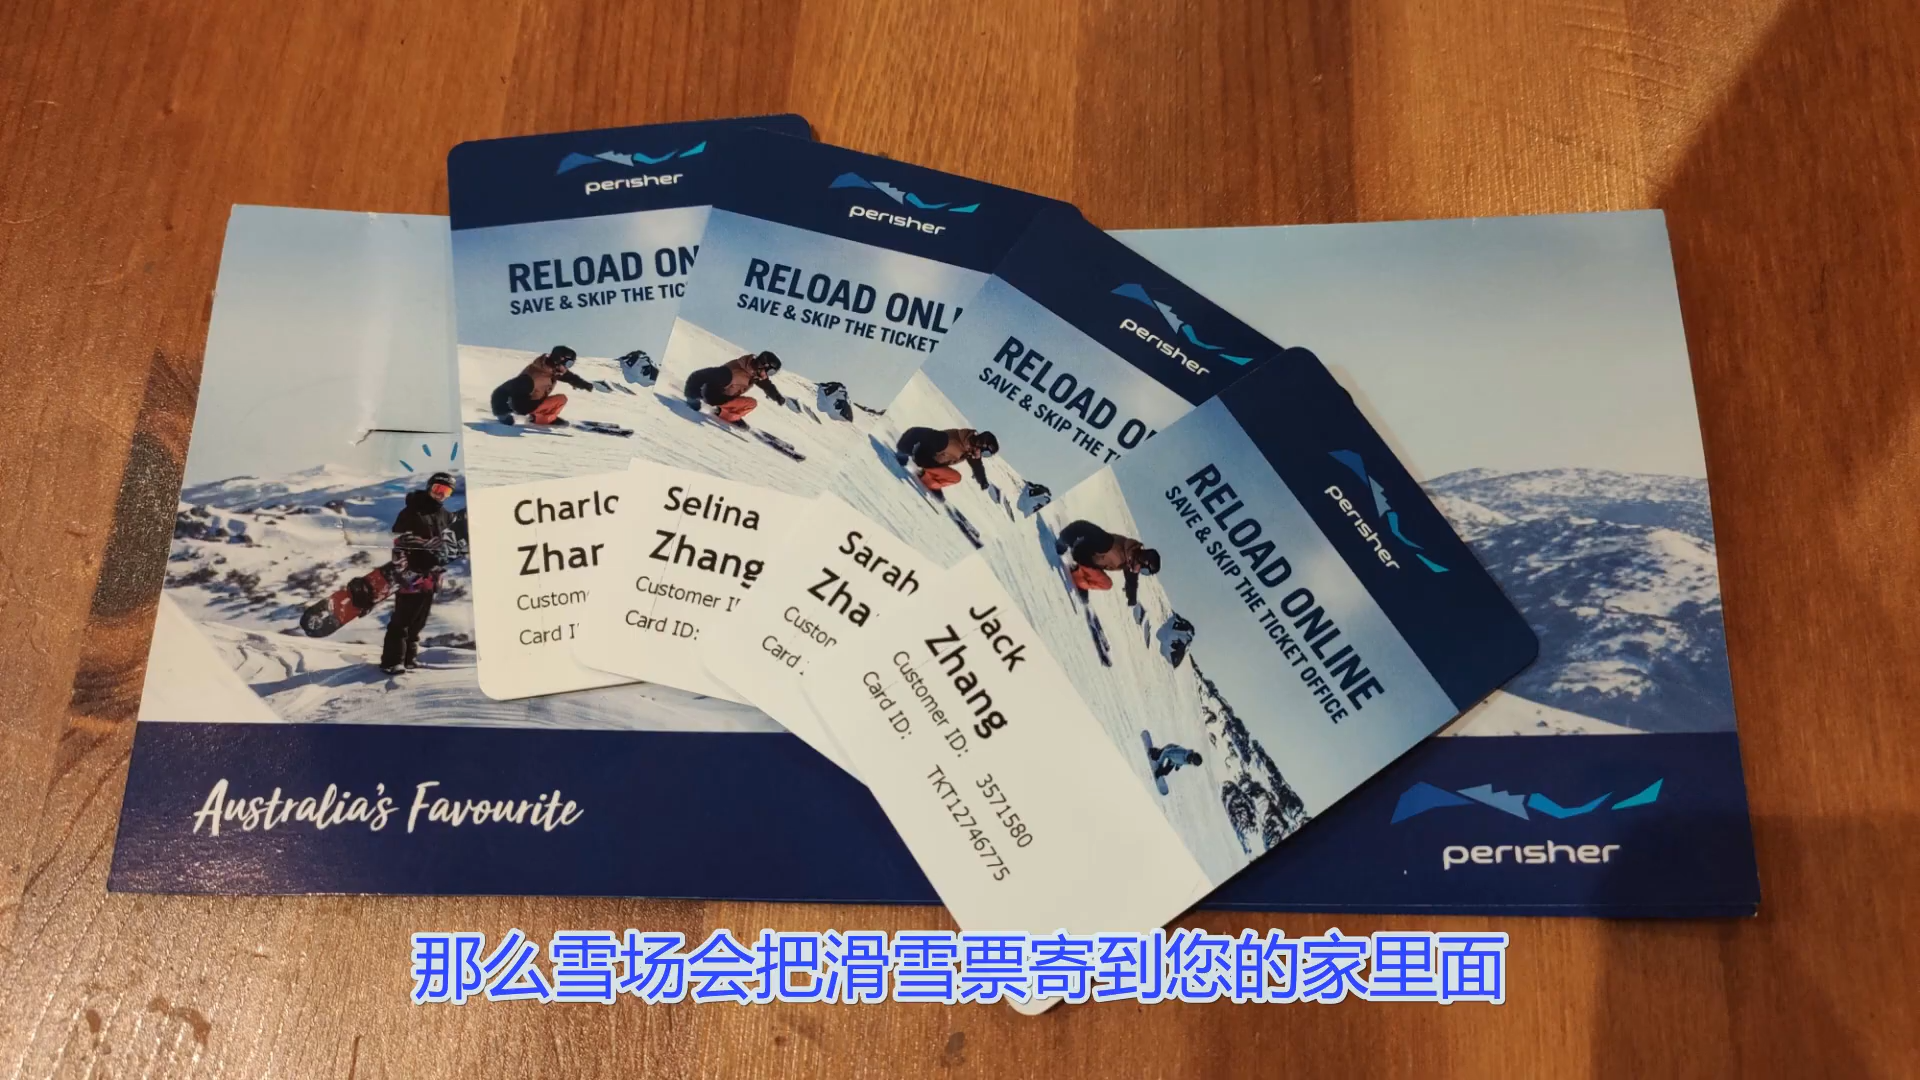 perisher
RELOAD ON
SAVE & SKIP THE TIC
Charlo
Zhan
Custom
Card I
perisher
RELOAD ONLI
SAVE & SKIP THE TICKET
Selina
Zhang
Customer I
Card ID:
perisher
RELOAD O
SAVE & SKIP THE T
Sarah
Zha
Custor
Card
perisher
RELOAD ONLINE
SAVE & SKIP THE TICKET OFFICE
Jack
Zhang
Customer ID: 3571580
Card ID: TKT12746775
Australia's Favourite
perisher
那么雪场会把滑雪票寄到您的家里面